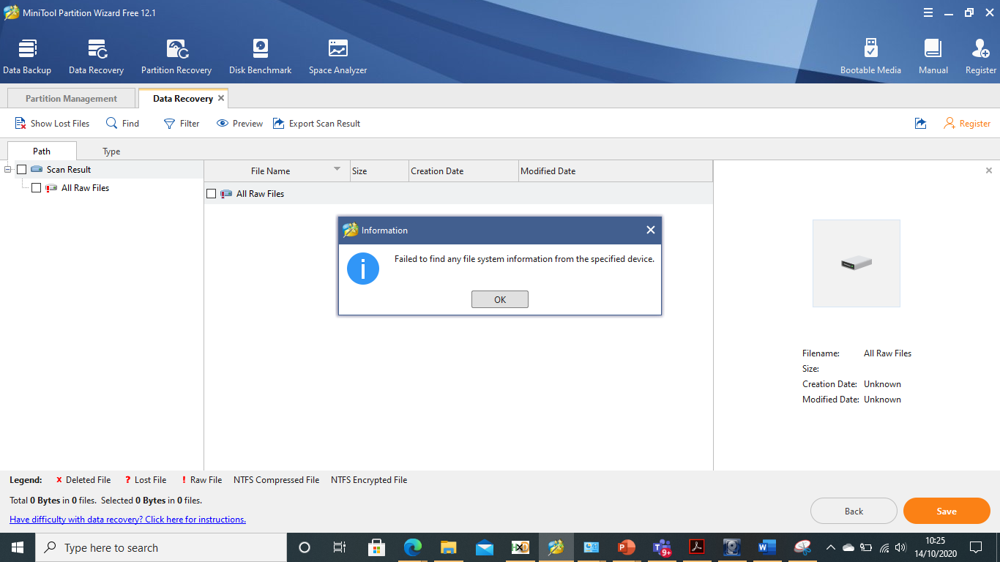 MiniTool Partition Wizard Free 12.1
Data Backup Data Recovery Partition Recovery Disk Benchmark Space Analyzer Bootable Media Manual Register
Partition Management Data Recovery
Show Lost Files Find Filter Preview Export Scan Result Register
Path Type
Scan Result File Name Size Creation Date Modified Date
All Raw Files All Raw Files
Information
Failed to find any file system information from the specified device.
OK
Filename: All Raw Files
Size:
Creation Date: Unknown
Modified Date: Unknown
Legend: x Deleted File ? Lost File ! Raw File NTFS Compressed File NTFS Encrypted File
Total 0 Bytes in 0 files. Selected 0 Bytes in 0 files.
Have difficulty with data recovery? Click here for instructions.
Back Save
Type here to search HxD 9+ 10:25
14/10/2020